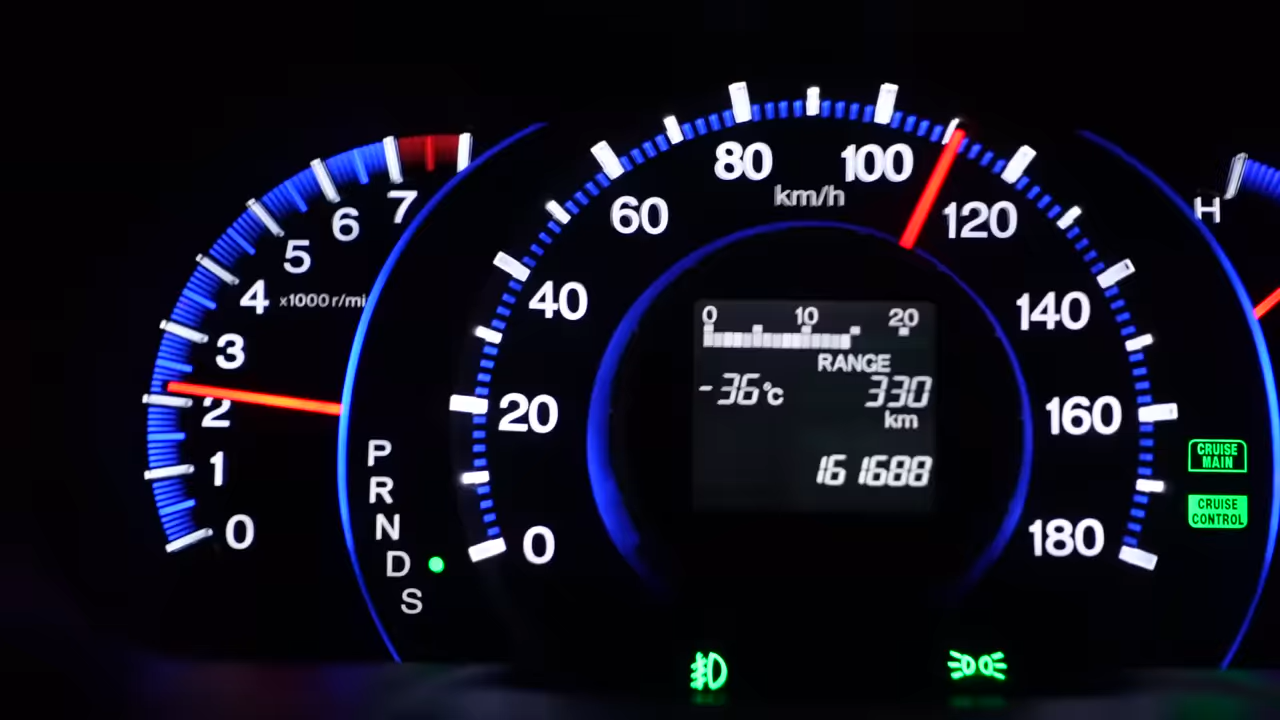 7
6
5
4 x1000 r/mi
3
2
1
0
P
R
N
D
S
80
100
km/h
60
120
40
140
20
160
0
180
0 10 20
RANGE
-36°C 330
km
161688
H
CRUISE
MAIN
CRUISE
CONTROL